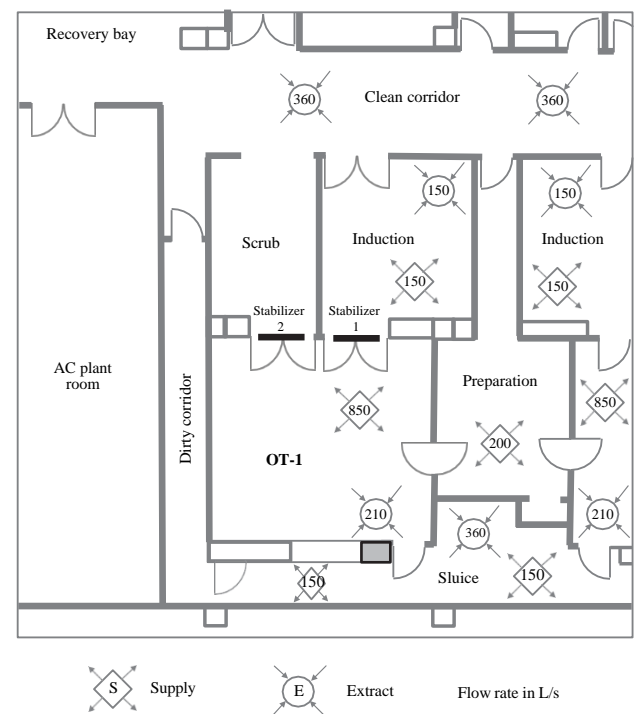 Recovery bay
360
Clean corridor
360
150
150
Scrub
Induction
Induction
150
150
Stabilizer
2
Stabilizer
1
AC plant
room
Dirty corridor
Preparation
850
850
200
OT-1
210
360
210
150
Sluice
150
S
Supply
E
Extract
Flow rate in L/s